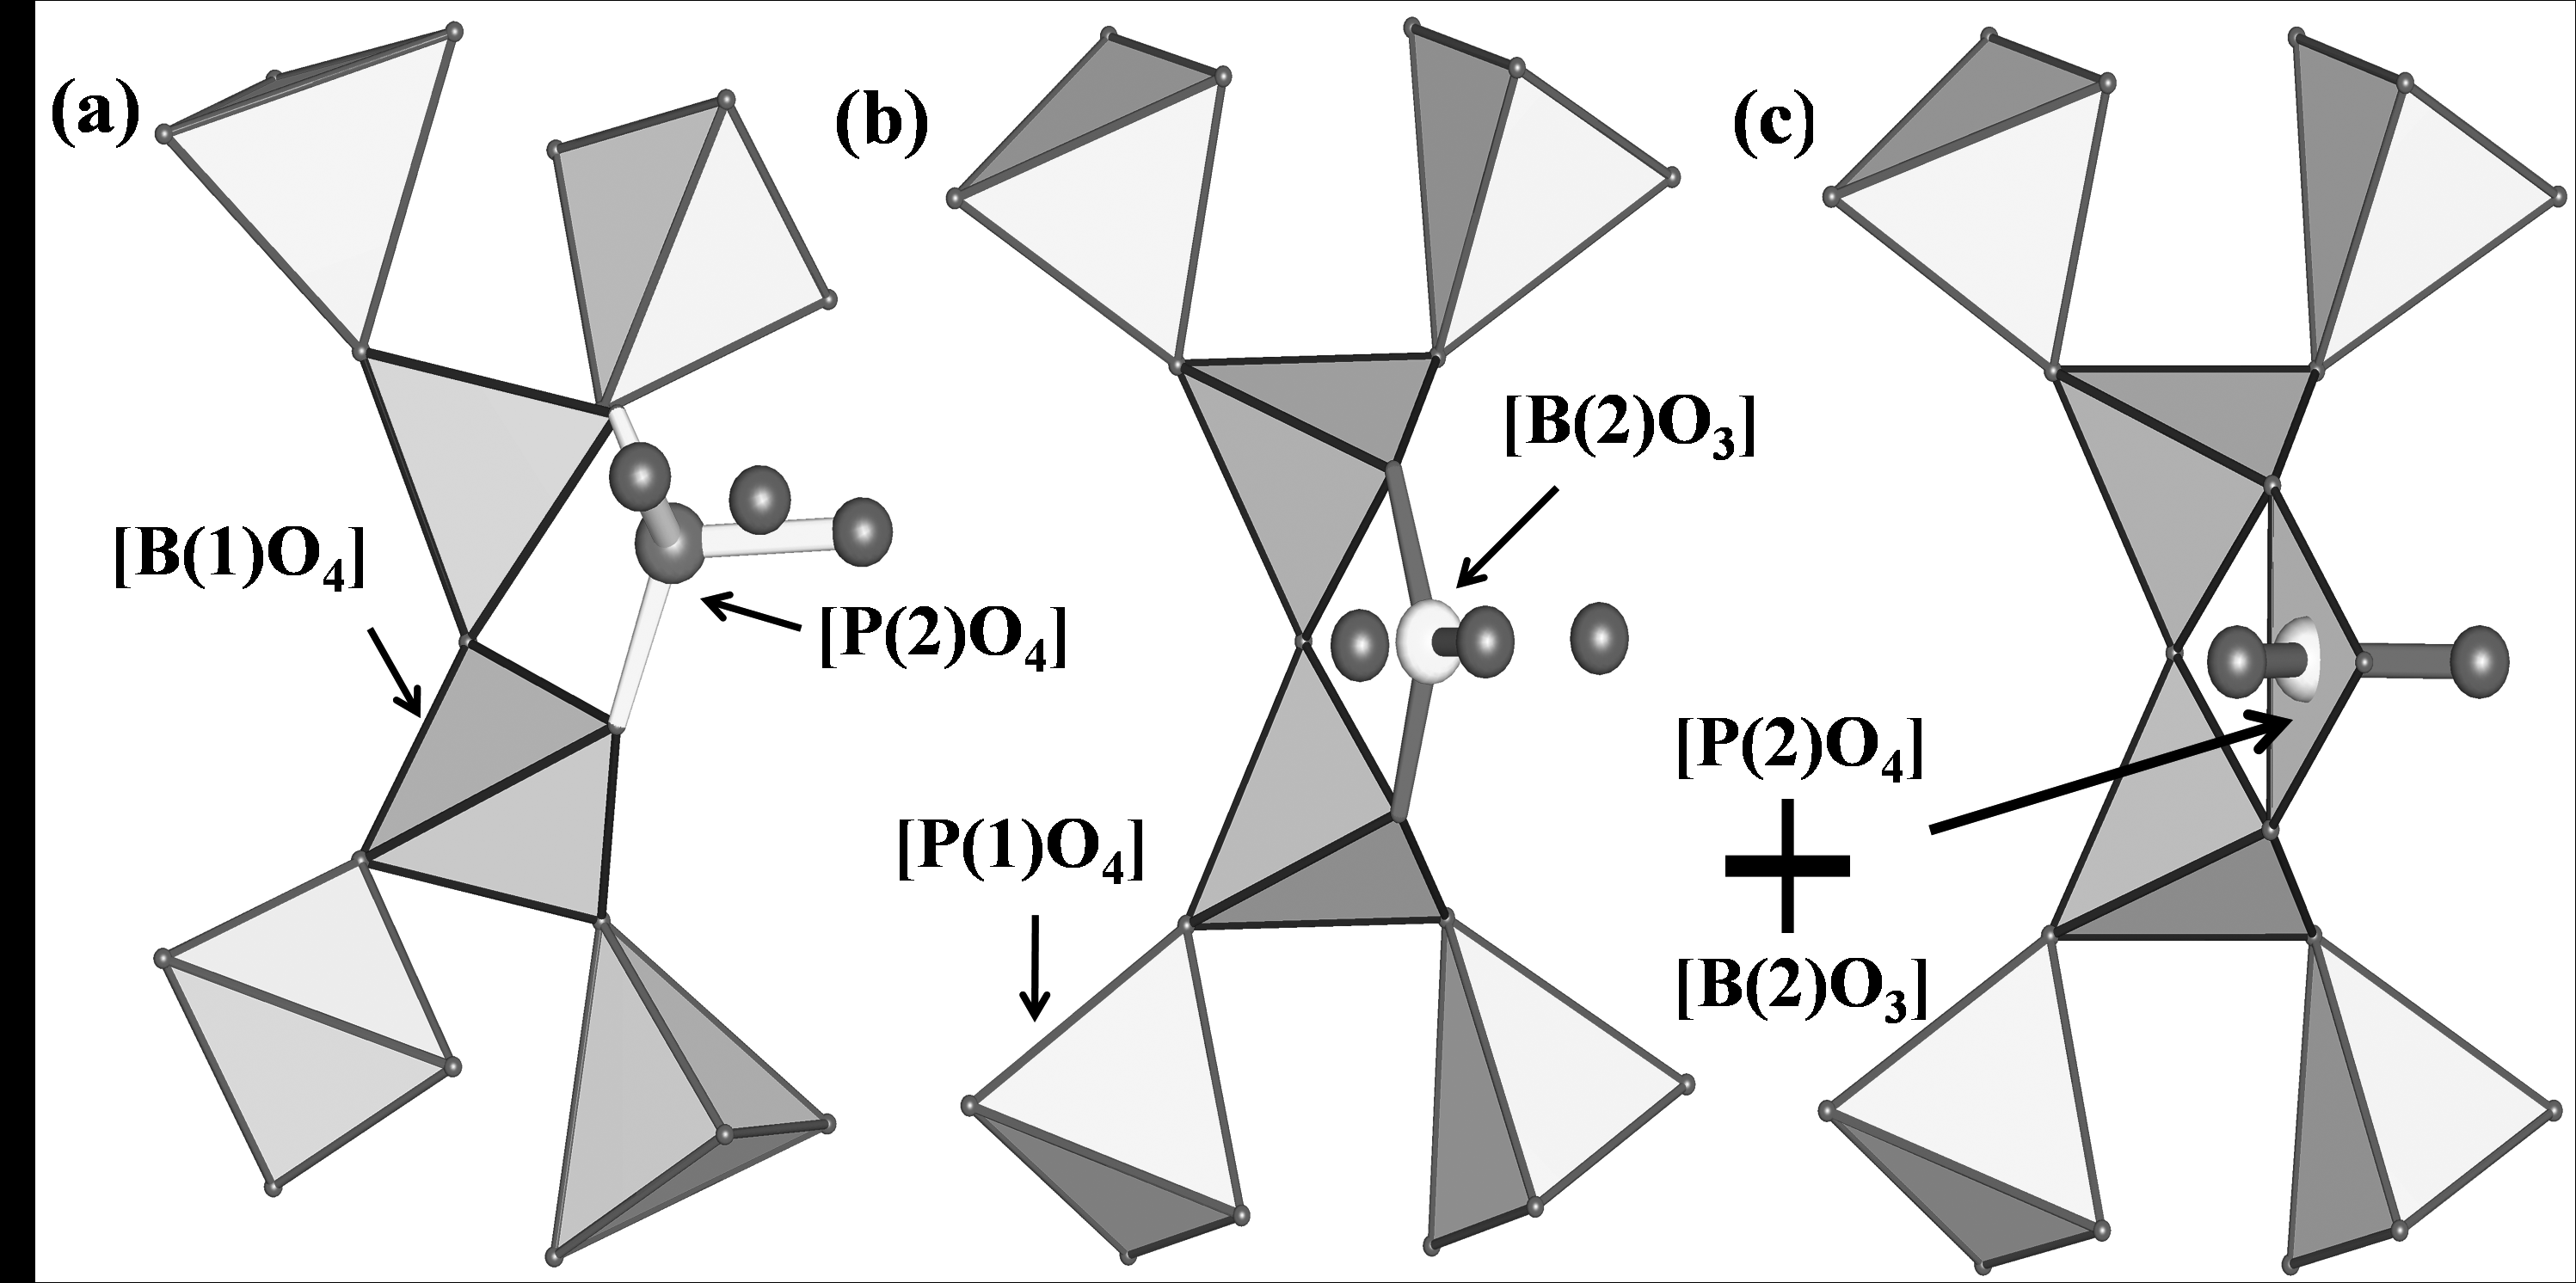 (a)
[B(1)O₄]
[P(2)O₄]
(b)
[B(2)O₃]
[P(1)O₄]
(c)
[P(2)O₄]
+
[B(2)O₃]